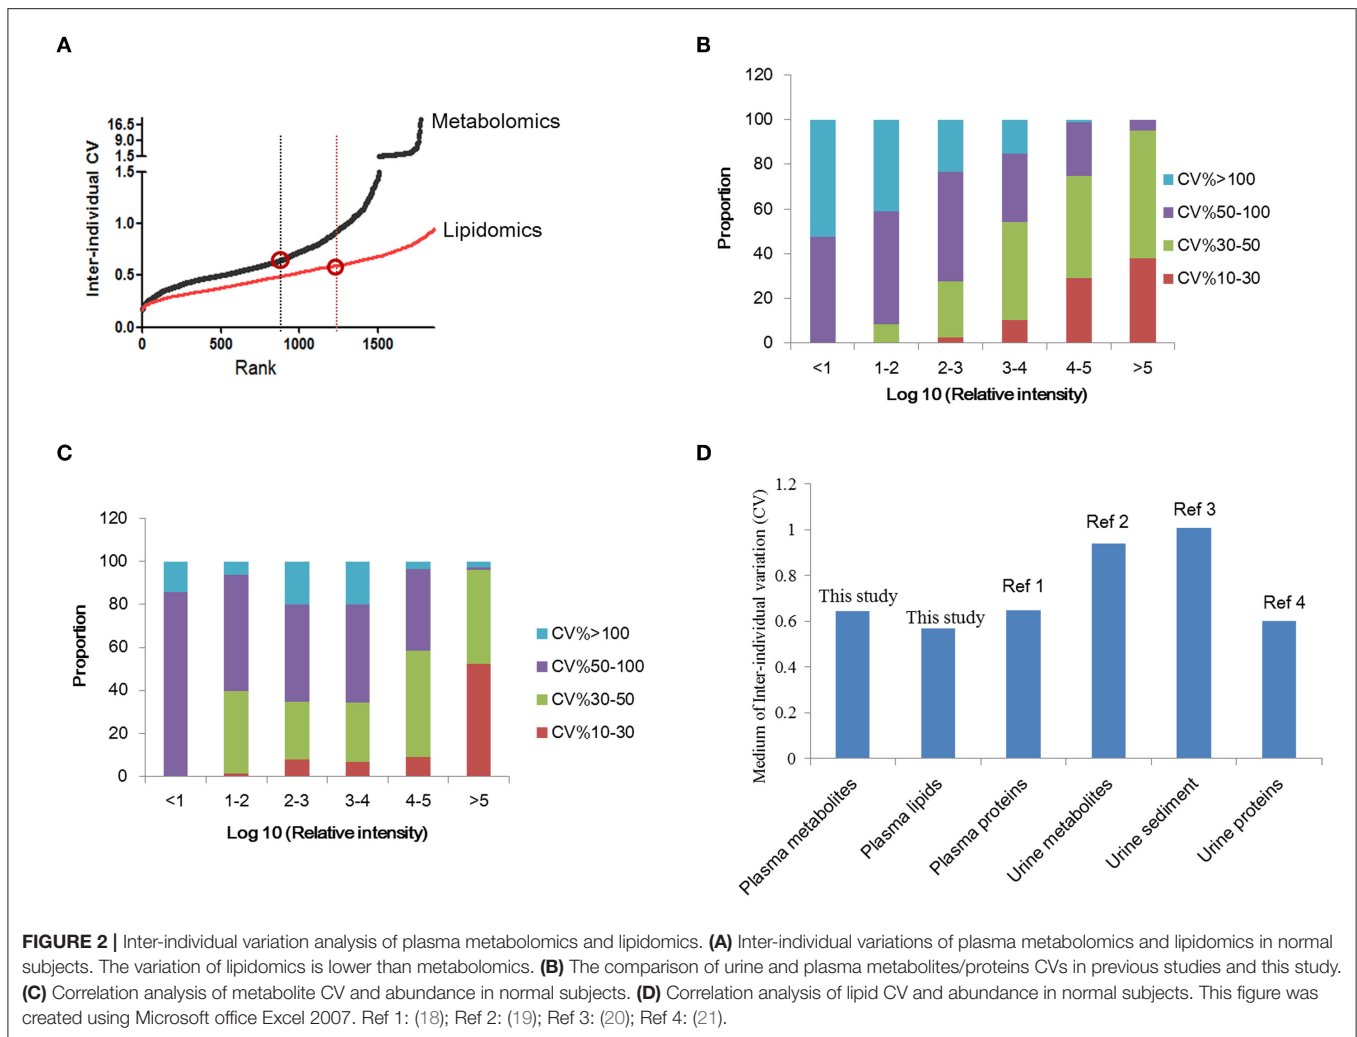 A
16.5
9.0
1.5
1.5
1.0
0.5
0.0
Inter-individual CV
Metabolomics
Lipidomics
0 500 1000 1500
Rank
B
120
100
80
60
40
20
0
Proportion
CV%>100
CV%50-100
CV%30-50
CV%10-30
<1 1-2 2-3 3-4 4-5 >5
Log 10 (Relative intensity)
C
120
100
80
60
40
20
0
Proportion
CV%>100
CV%50-100
CV%30-50
CV%10-30
<1 1-2 2-3 3-4 4-5 >5
Log 10 (Relative intensity)
D
Medium of Inter-individual variation (CV)
1.2
1
0.8
0.6
0.4
0.2
0
This study
This study
Ref 1
Ref 2
Ref 3
Ref 4
Plasma metabolites
Plasma lipids
Plasma proteins
Urine metabolites
Urine sediment
Urine proteins
FIGURE 2 | Inter-individual variation analysis of plasma metabolomics and lipidomics. (A) Inter-individual variations of plasma metabolomics and lipidomics in normal
subjects. The variation of lipidomics is lower than metabolomics. (B) The comparison of urine and plasma metabolites/proteins CVs in previous studies and this study.
(C) Correlation analysis of metabolite CV and abundance in normal subjects. (D) Correlation analysis of lipid CV and abundance in normal subjects. This figure was
created using Microsoft office Excel 2007. Ref 1: (18); Ref 2: (19); Ref 3: (20); Ref 4: (21).